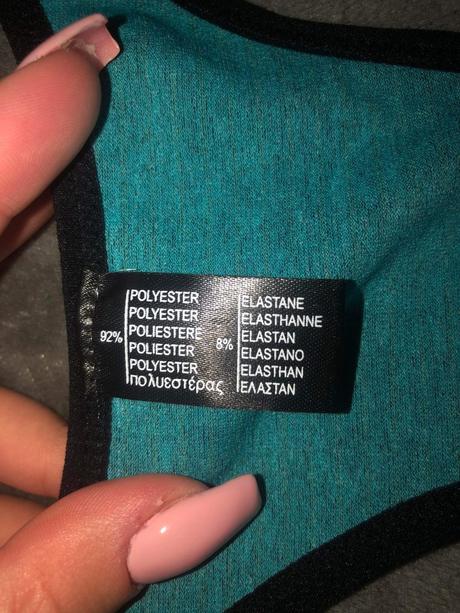 92%
POLYESTER
POLYESTER
POLIESTERE
POLIESTER
POLYESTER
πολυεστέρας
8%
ELASTANE
ELASTHANNE
ELASTAN
ELASTANO
ELASTHAN
ΕΛΑΣΤΑΝ